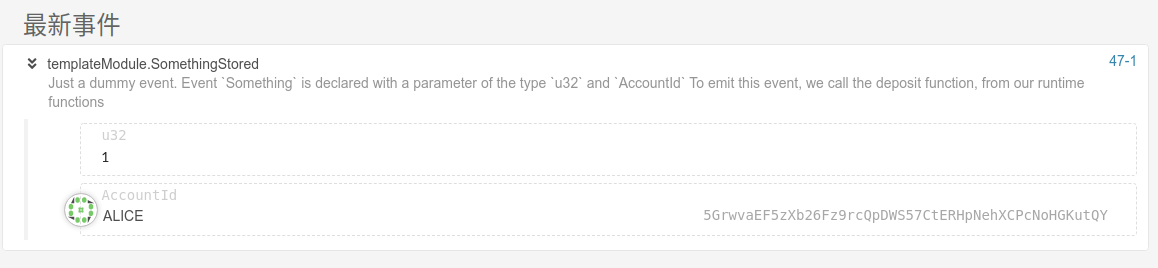 最新事件
templateModule.SomethingStored
47-1
Just a dummy event. Event `Something` is declared with a parameter of the type `u32` and `AccountId` To emit this event, we call the deposit function, from our runtime
functions
u32
1
AccountId
ALICE
5GrwvaEF5zXb26Fz9rcQpDWS57CtERHpNehXCPcNoHGKutQY